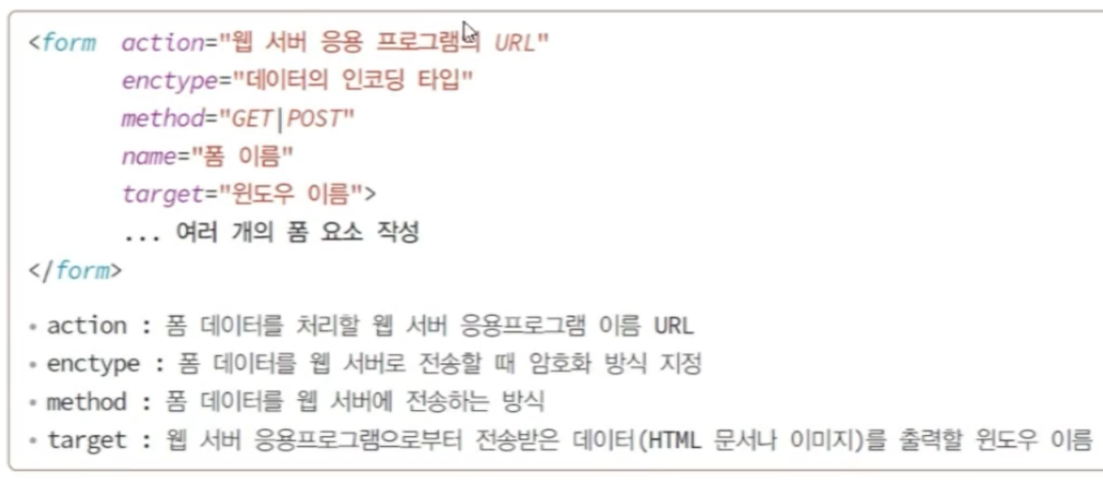 <form action="웹 서버 응용 프로그램의 URL"
enctype="데이터의 인코딩 타입"
method="GET|POST"
name="폼 이름"
target="윈도우 이름">
... 여러 개의 폼 요소 작성
</form>
• action : 폼 데이터를 처리할 웹 서버 응용프로그램 이름 URL
• enctype : 폼 데이터를 웹 서버로 전송할 때 암호화 방식 지정
• method : 폼 데이터를 웹 서버에 전송하는 방식
• target : 웹 서버 응용프로그램으로부터 전송받은 데이터(HTML 문서나 이미지)를 출력할 윈도우 이름